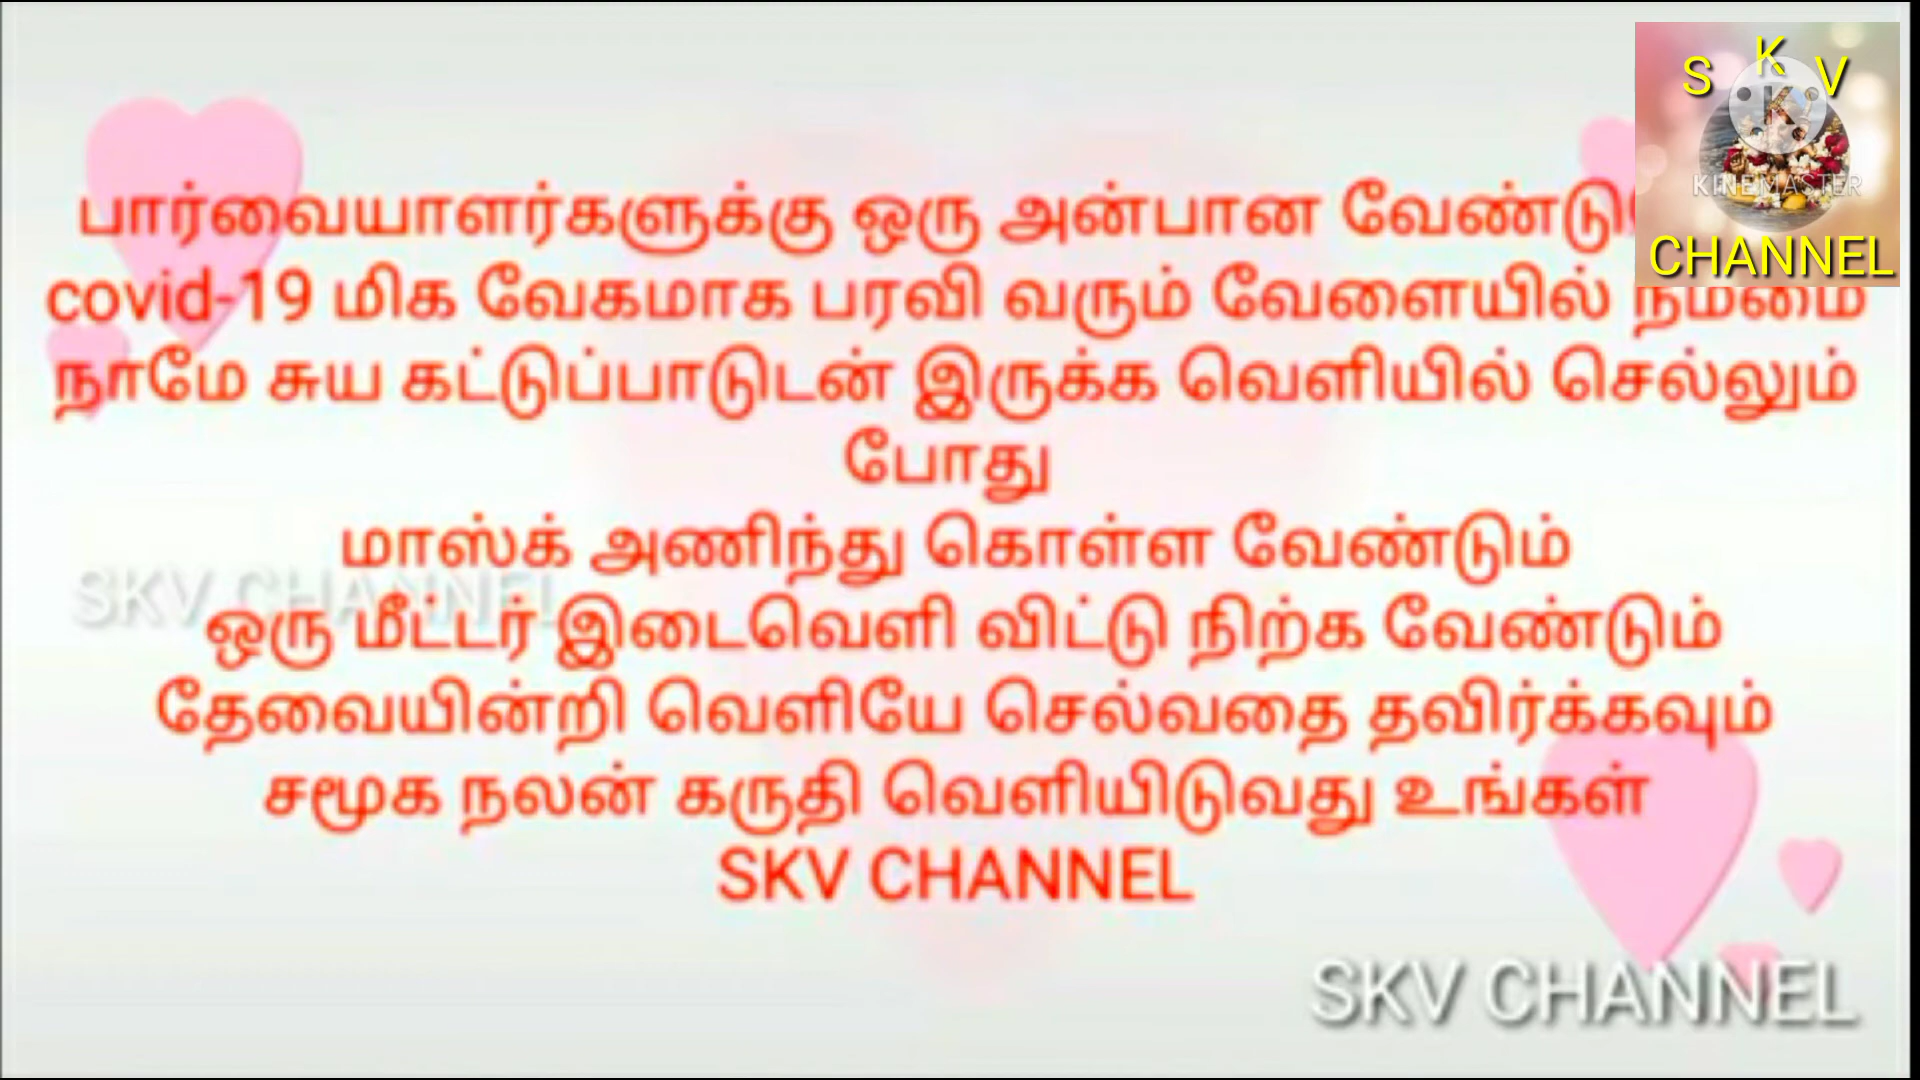 S K V
KINEMASTER
CHANNEL
பார்வையாளர்களுக்கு ஒரு அன்பான
covid-19 மிக வேகமாக பரவி வரும் வேளையில் நம்மை
நாமே சுய கட்டுப்பாடுடன் இருக்க வெளியில் செல்லும்
போது
மாஸ்க் அணிந்து கொள்ள வேண்டும்
ஒரு மீட்டர் இடைவெளி விட்டு நிற்க வேண்டும்
தேவையின்றி வெளியே செல்வதை தவிர்க்கவும்
சமூக நலன் கருதி வெளியிடுவது உங்கள்
SKV CHANNEL
SKV CHANNEL
SKV CHANNEL